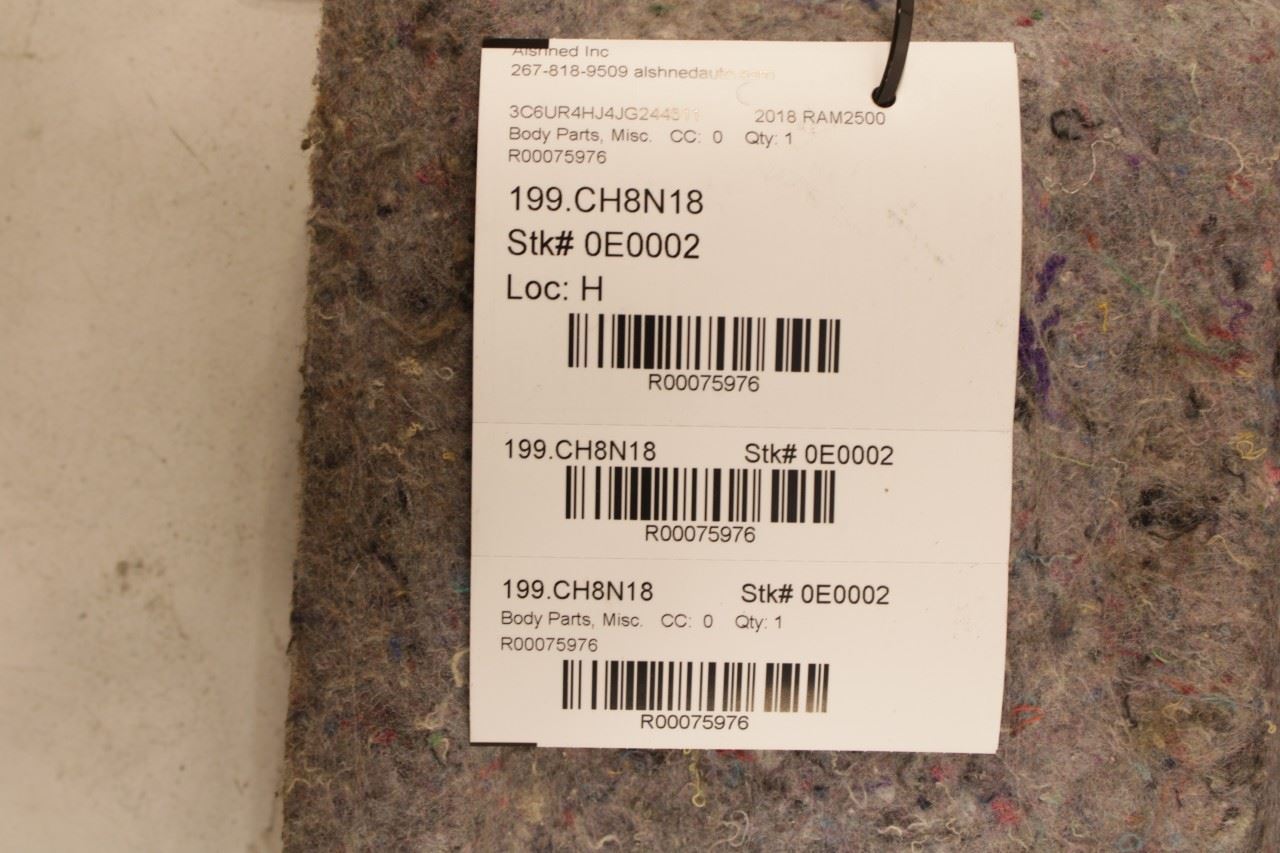 Alshned Inc
267-818-9509 alshnedauto.com
3C6UR4HJ4JG244311 2018 RAM2500
Body Parts, Misc. CC: 0 Qty: 1
R00075976
199.CH8N18
Stk# 0E0002
Loc: H
R00075976
199.CH8N18 Stk# 0E0002
R00075976
199.CH8N18 Stk# 0E0002
Body Parts, Misc. CC: 0 Qty: 1
R00075976
R00075976